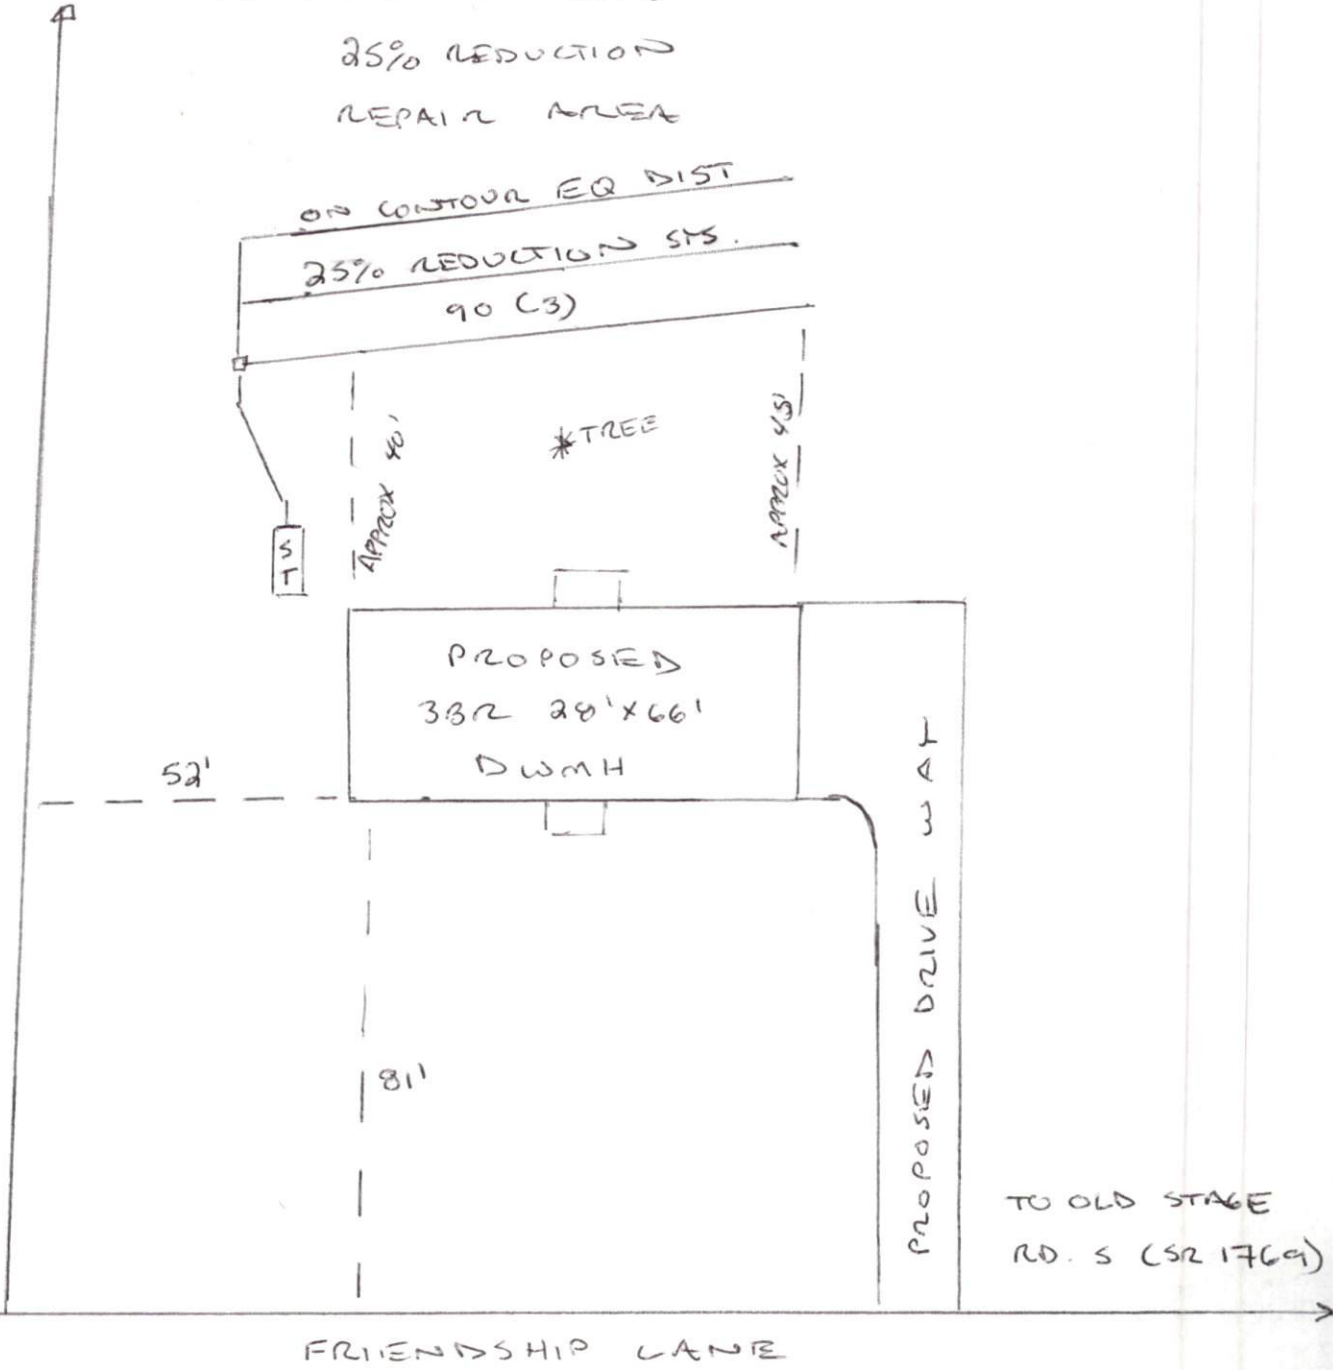 25% REDUCTION
REPAIR AREA
ON CONTOUR EQ DIST
25% REDUCTION SYS.
90 (3)
*TREE
APPROX 40'
APPROX 45'
S
T
PROPOSED
3BR 28'X66'
DWMH
52'
81'
PROPOSED DRIVE WAY
TO OLD STAGE
RD. S (SR 1769)
FRIENDSHIP LANE